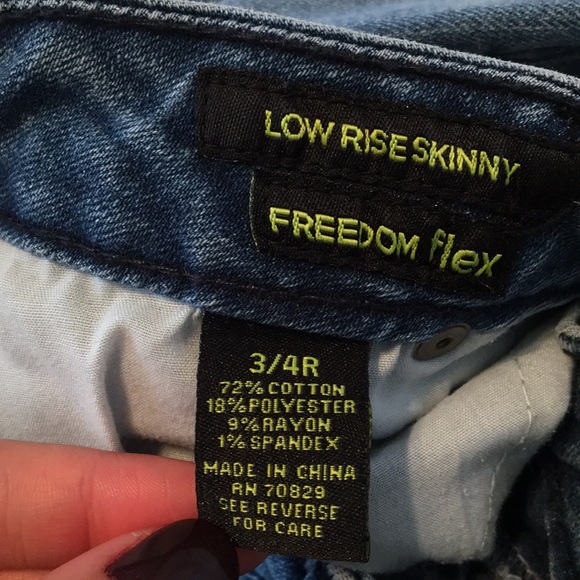 LOW RISE SKINNY
FREEDOM flex
3/4R
72% COTTON
18% POLYESTER
9% RAYON
1% SPANDEX
MADE IN CHINA
RN 70829
SEE REVERSE
FOR CARE